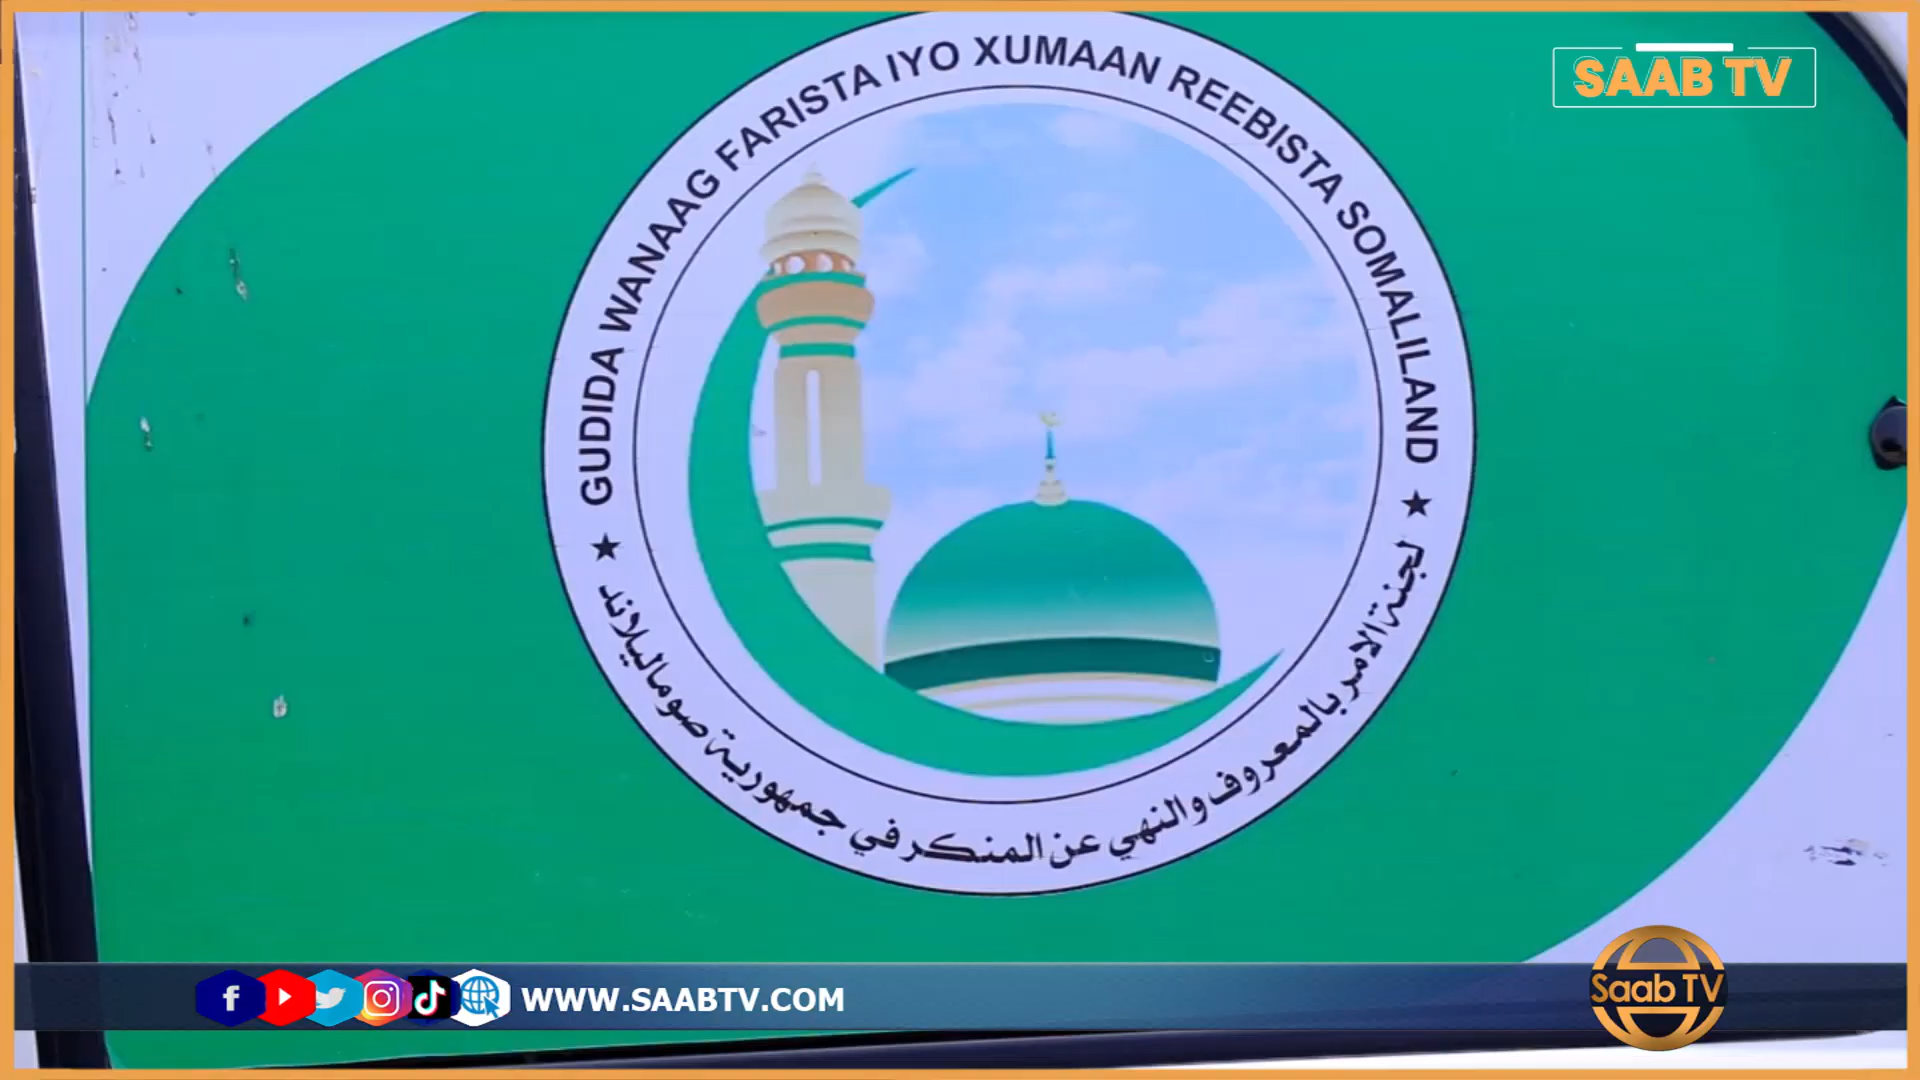 SAAB TV
GUDIDA WANAAG FARISTA IYO XUMAAN REEBISTA SOMALILAND
لجنة الامر بالمعروف والنهي عن المنكر في جمهورية صوماليلاند
WWW.SAABTV.COM
Saab TV